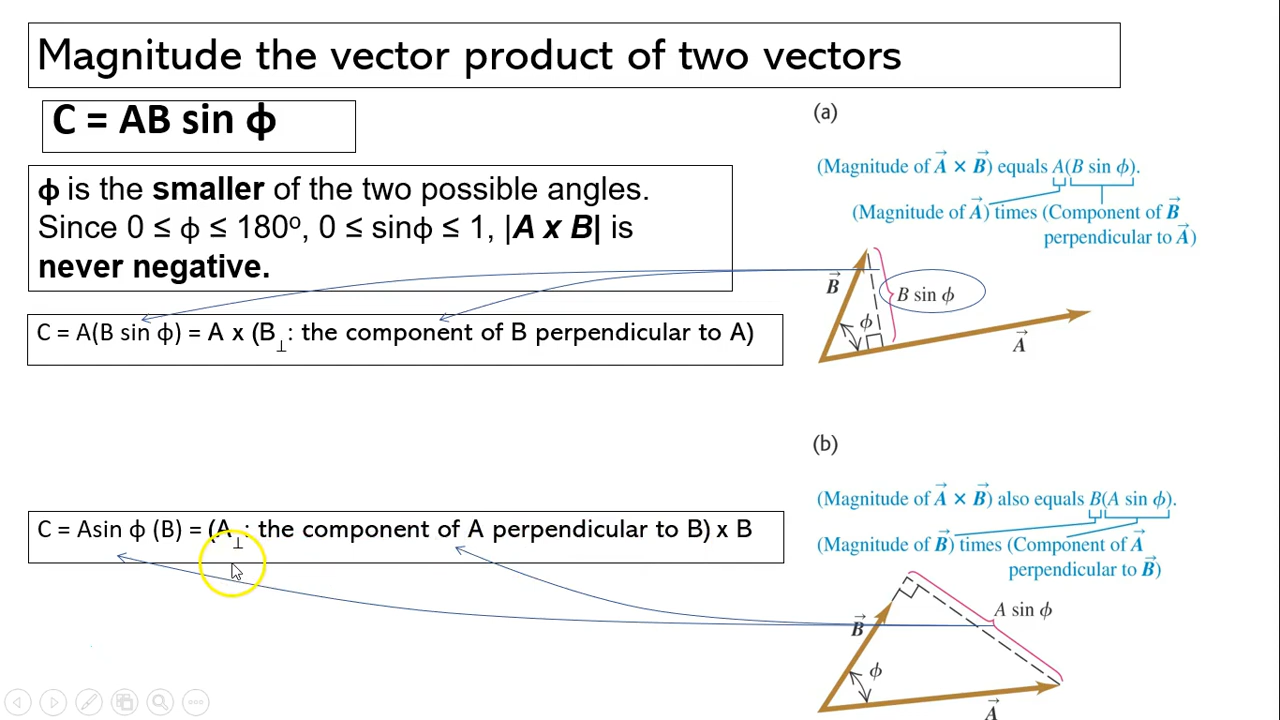 Magnitude the vector product of two vectors
C = AB sin ϕ
ϕ is the smaller of the two possible angles.
Since 0 ≤ ϕ ≤ 180º, 0 ≤ sinϕ ≤ 1, |A x B| is
never negative.
C = A(B sin ϕ) = A x (B⊥: the component of B perpendicular to A)
C = Asin ϕ (B) = (A⊥: the component of A perpendicular to B) x B
(a)
(Magnitude of A⃗ × B⃗) equals A(B sin ϕ).
(Magnitude of A⃗) times (Component of B⃗
perpendicular to A⃗)
B⃗
B sin ϕ
ϕ
A⃗
(b)
(Magnitude of A⃗ × B⃗) also equals B(A sin ϕ).
(Magnitude of B⃗) times (Component of A⃗
perpendicular to B⃗)
A sin ϕ
B⃗
ϕ
A⃗